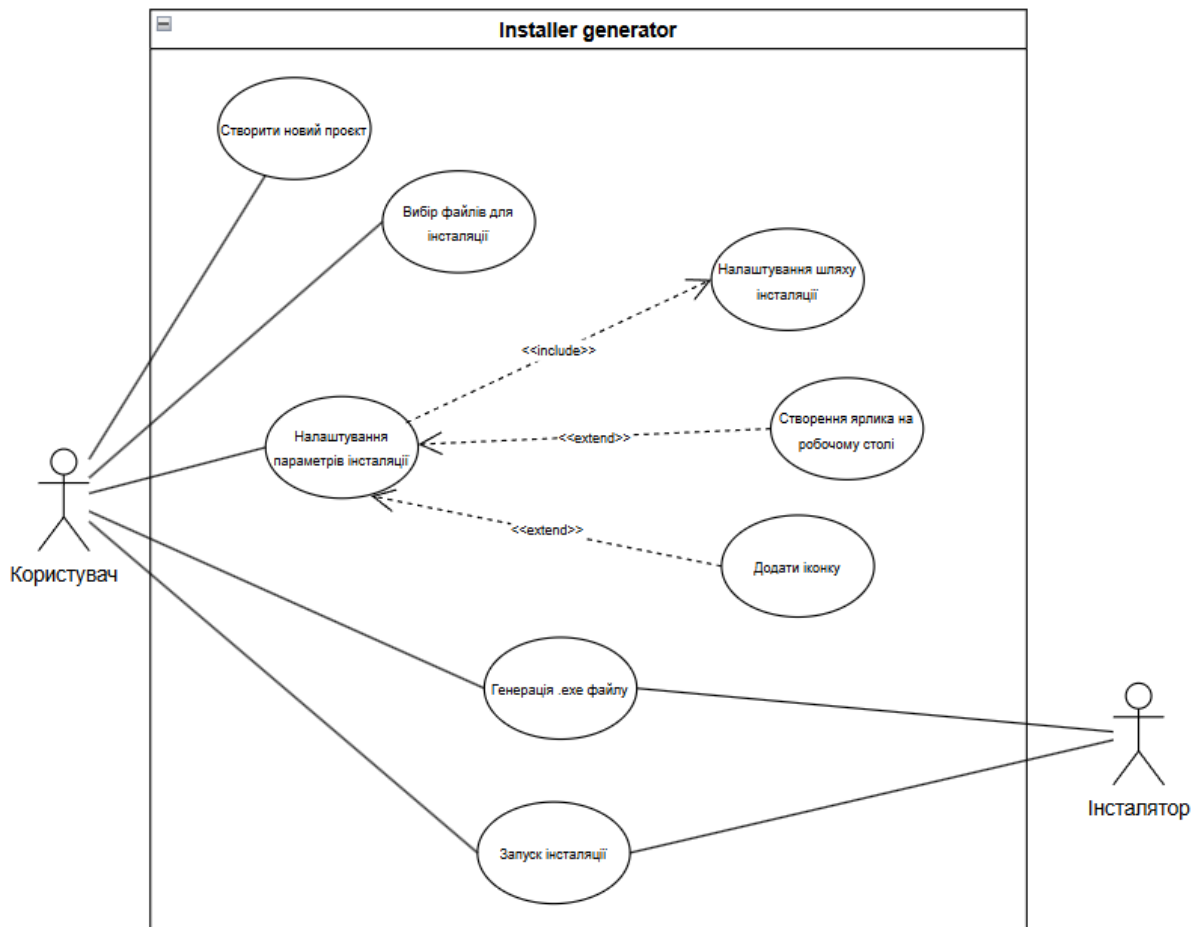 Installer generator
Створити новий проєкт
Вибір файлів для
інсталяції
Налаштування шляху
інсталяції
<<include>>
Налаштування
параметрів інсталяції
<<extend>>
Створення ярлика на
робочому столі
<<extend>>
Додати іконку
Користувач
Генерація .exe файлу
Інсталятор
Запуск інсталяції